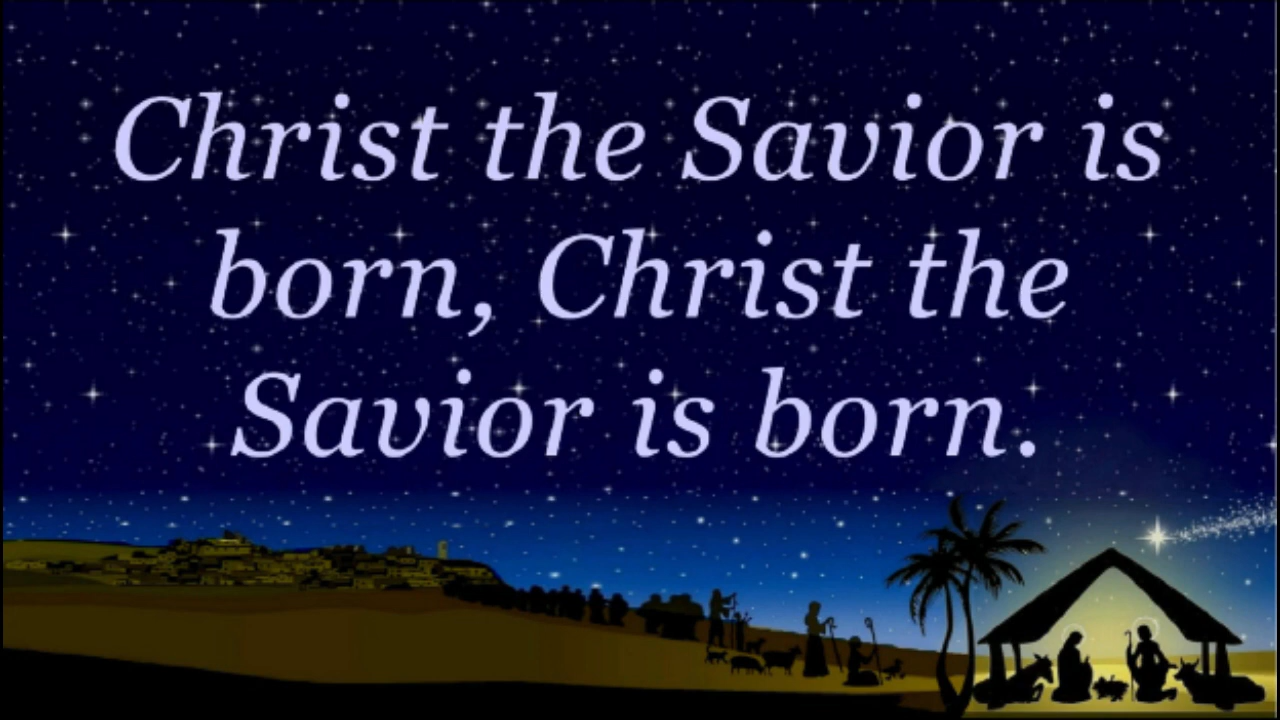 Christ the Savior is
born, Christ the
Savior is born.